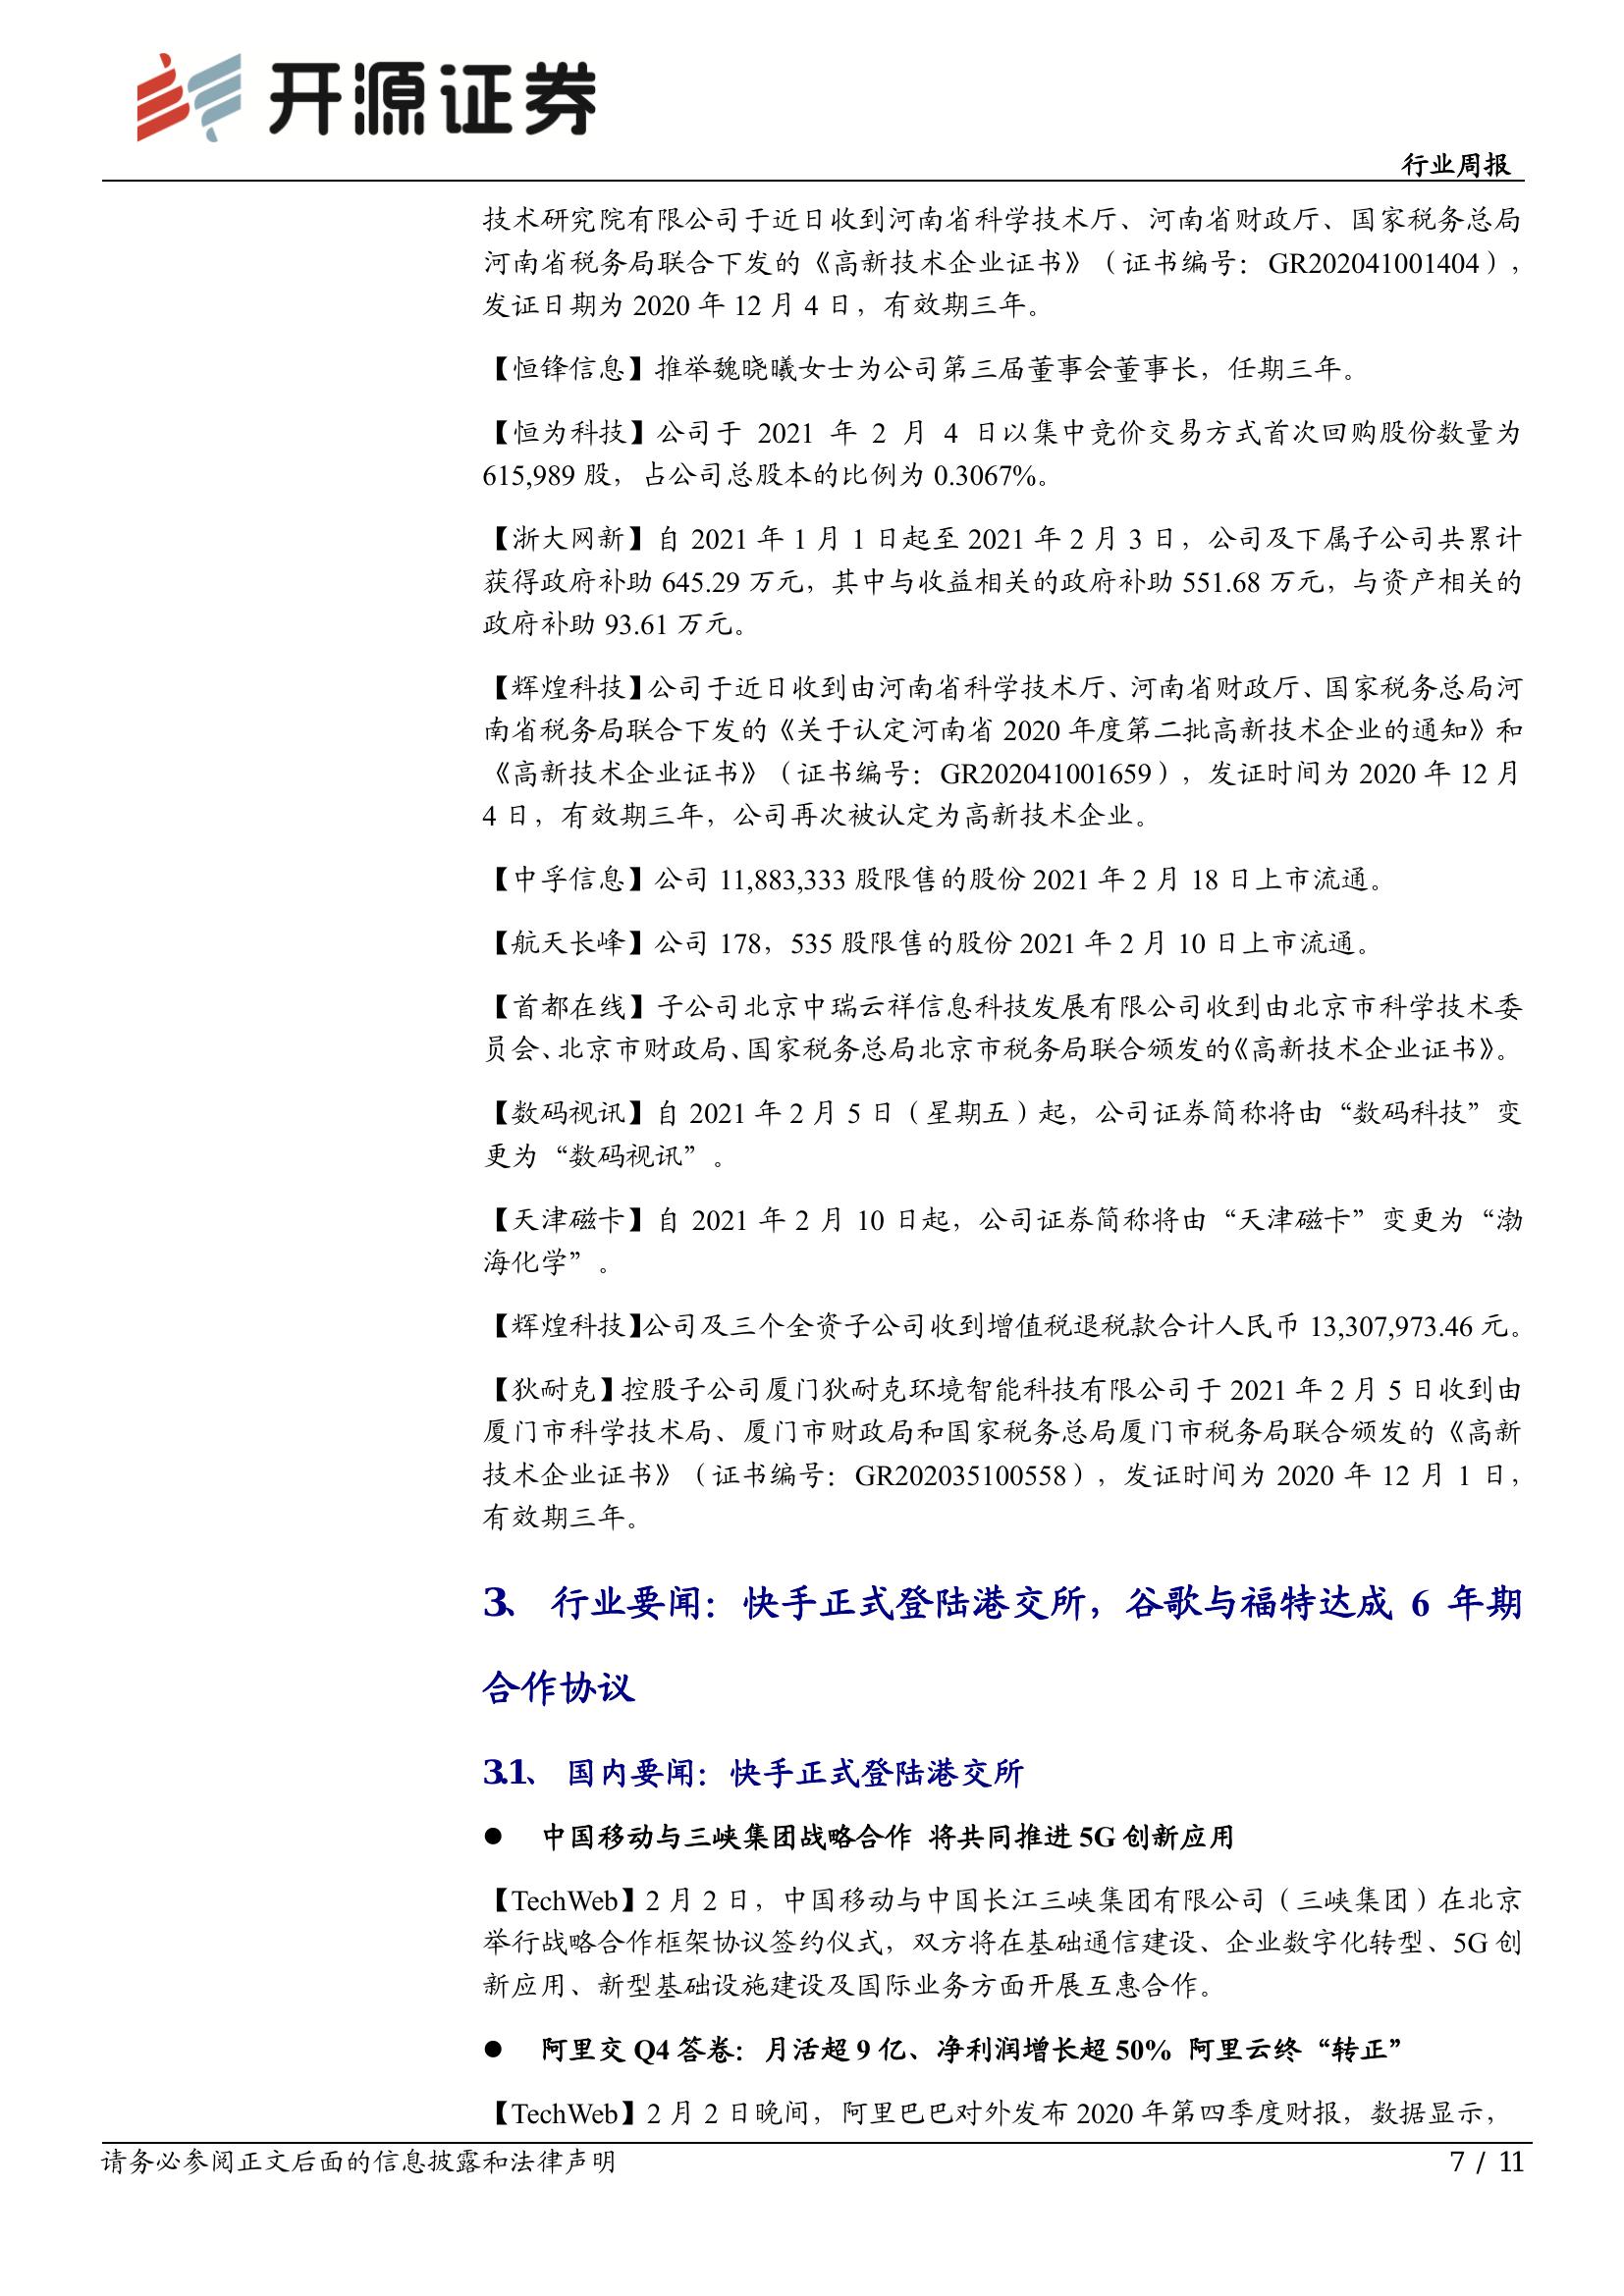 开源证券
行业周报
技术研究院有限公司于近日收到河南省科学技术厅、河南省财政厅、国家税务总局
河南省税务局联合下发的《高新技术企业证书》（证书编号：GR202041001404），
发证日期为 2020 年 12 月 4 日，有效期三年。
【恒锋信息】推举魏晓曦女士为公司第三届董事会董事长，任期三年。
【恒为科技】公司于 2021 年 2 月 4 日以集中竞价交易方式首次回购股份数量为
615,989 股，占公司总股本的比例为 0.3067%。
【浙大网新】自 2021 年 1 月 1 日起至 2021 年 2 月 3 日，公司及下属子公司共累计
获得政府补助 645.29 万元，其中与收益相关的政府补助 551.68 万元，与资产相关的
政府补助 93.61 万元。
【辉煌科技】公司于近日收到由河南省科学技术厅、河南省财政厅、国家税务总局河
南省税务局联合下发的《关于认定河南省 2020 年度第二批高新技术企业的通知》和
《高新技术企业证书》（证书编号：GR202041001659），发证时间为 2020 年 12 月
4 日，有效期三年，公司再次被认定为高新技术企业。
【中孚信息】公司 11,883,333 股限售的股份 2021 年 2 月 18 日上市流通。
【航天长峰】公司 178，535 股限售的股份 2021 年 2 月 10 日上市流通。
【首都在线】子公司北京中瑞云祥信息科技发展有限公司收到由北京市科学技术委
员会、北京市财政局、国家税务总局北京市税务局联合颁发的《高新技术企业证书》。
【数码视讯】自 2021 年 2 月 5 日（星期五）起，公司证券简称将由“数码科技”变
更为“数码视讯”。
【天津磁卡】自 2021 年 2 月 10 日起，公司证券简称将由“天津磁卡”变更为“渤
海化学”。
【辉煌科技】公司及三个全资子公司收到增值税退税款合计人民币 13,307,973.46 元。
【狄耐克】控股子公司厦门狄耐克环境智能科技有限公司于 2021 年 2 月 5 日收到由
厦门市科学技术局、厦门市财政局和国家税务总局厦门市税务局联合颁发的《高新
技术企业证书》（证书编号：GR202035100558），发证时间为 2020 年 12 月 1 日，
有效期三年。
3、 行业要闻：快手正式登陆港交所，谷歌与福特达成 6 年期
合作协议
3.1、 国内要闻：快手正式登陆港交所
● 中国移动与三峡集团战略合作 将共同推进 5G 创新应用
【TechWeb】2 月 2 日，中国移动与中国长江三峡集团有限公司（三峡集团）在北京
举行战略合作框架协议签约仪式，双方将在基础通信建设、企业数字化转型、5G 创
新应用、新型基础设施建设及国际业务方面开展互惠合作。
● 阿里交 Q4 答卷：月活超 9 亿、净利润增长超 50% 阿里云终“转正”
【TechWeb】2 月 2 日晚间，阿里巴巴对外发布 2020 年第四季度财报，数据显示，
请务必参阅正文后面的信息披露和法律声明
7 / 11